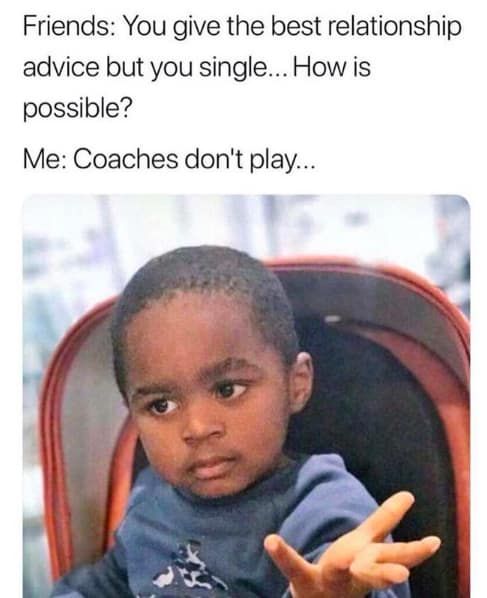 Friends: You give the best relationship
advice but you single... How is
possible?
Me: Coaches don't play...